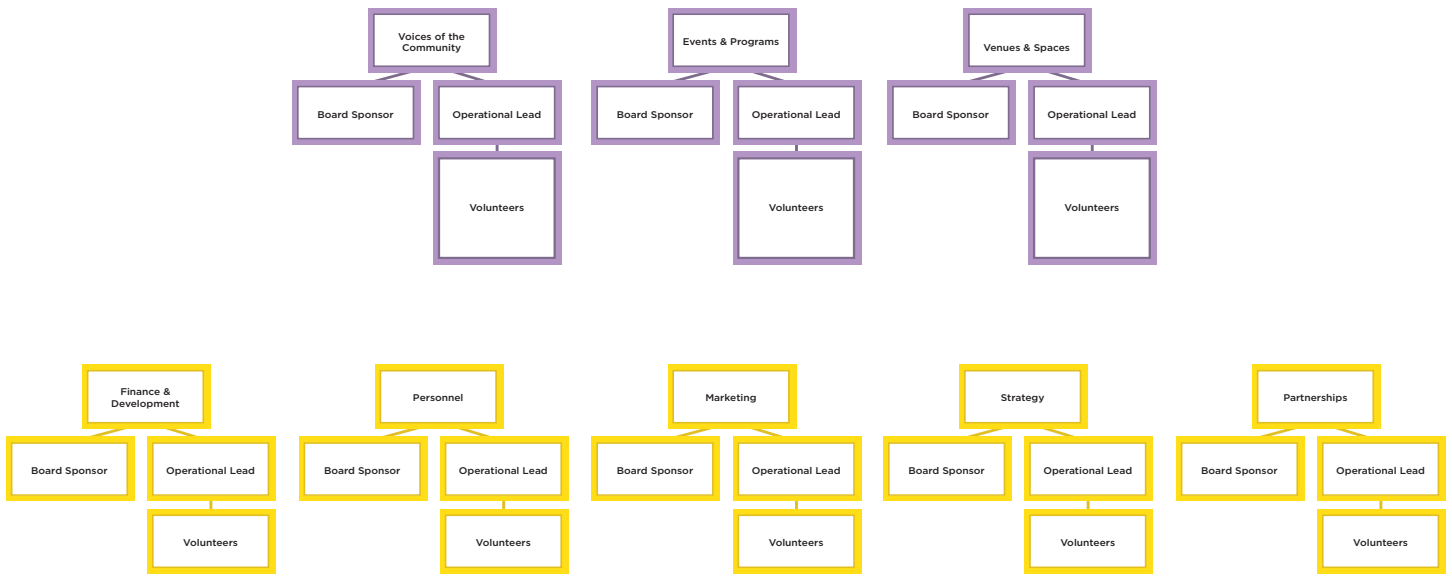 Voices of the
Community
Events & Programs
Venues & Spaces
Board Sponsor
Operational Lead
Board Sponsor
Operational Lead
Board Sponsor
Operational Lead
Volunteers
Volunteers
Volunteers
Finance &
Development
Personnel
Marketing
Strategy
Partnerships
Board Sponsor
Operational Lead
Board Sponsor
Operational Lead
Board Sponsor
Operational Lead
Board Sponsor
Operational Lead
Board Sponsor
Operational Lead
Volunteers
Volunteers
Volunteers
Volunteers
Volunteers